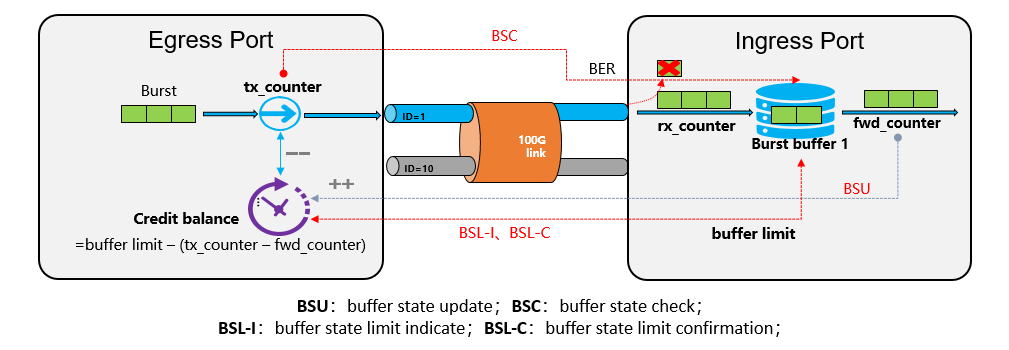 Egress Port
Ingress Port
BSC
BER
Burst
tx_counter
ID=1
100G
link
ID=10
rx_counter
fwd_counter
Burst buffer 1
--
++
BSU
Credit balance
=buffer limit – (tx_counter – fwd_counter)
BSL-I、BSL-C
buffer limit
BSU：buffer state update；BSC：buffer state check；
BSL-I：buffer state limit indicate；BSL-C：buffer state limit confirmation；